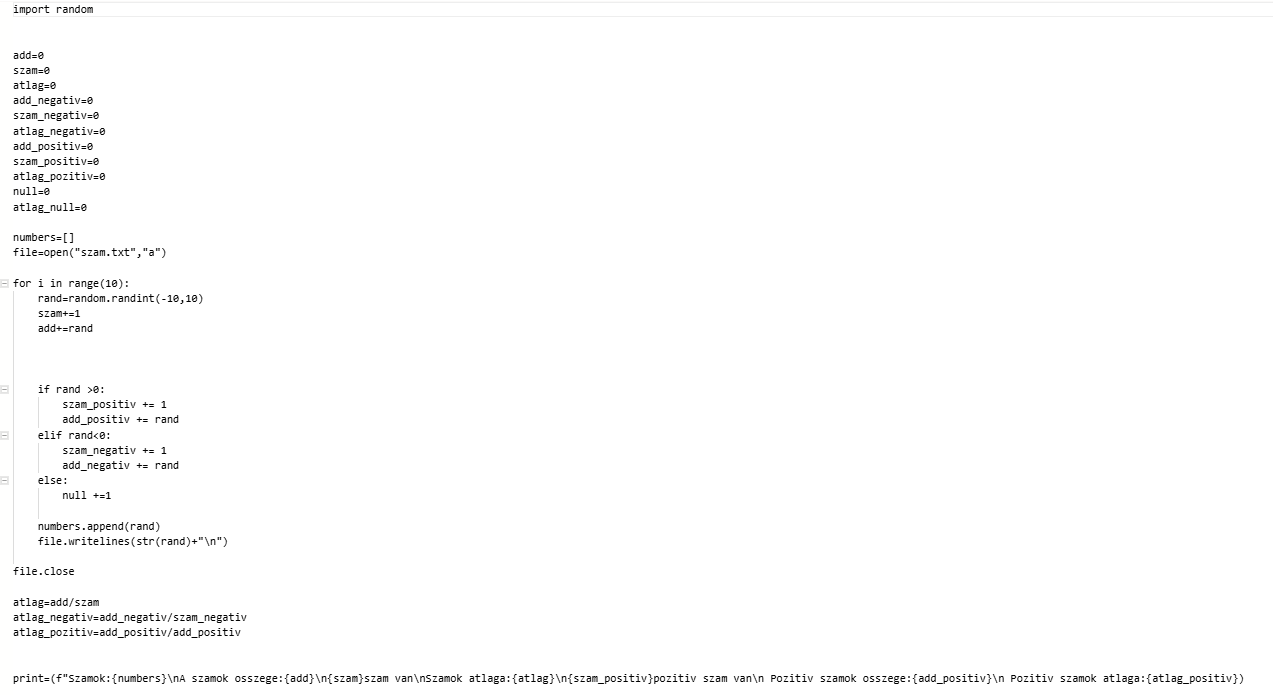 import random
add=0
szam=0
atlag=0
add_negativ=0
szam_negativ=0
atlag_negativ=0
add_positiv=0
szam_positiv=0
atlag_pozitiv=0
null=0
atlag_null=0
numbers=[]
file=open("szam.txt","a")
for i in range(10):
    rand=random.randint(-10,10)
    szam+=1
    add+=rand
    if rand >0:
        szam_positiv += 1
        add_positiv += rand
    elif rand<0:
        szam_negativ += 1
        add_negativ += rand
    else:
        null +=1
    numbers.append(rand)
    file.writelines(str(rand)+"\n")
file.close
atlag=add/szam
atlag_negativ=add_negativ/szam_negativ
atlag_pozitiv=add_positiv/add_positiv
print=(f"Szamok:{numbers}\nA szamok osszege:{add}\n{szam}szam van\nSzamok atlaga:{atlag}\n{szam_positiv}pozitiv szam van\n Pozitiv szamok osszege:{add_positiv}\n Pozitiv szamok atlaga:{atlag_positiv})